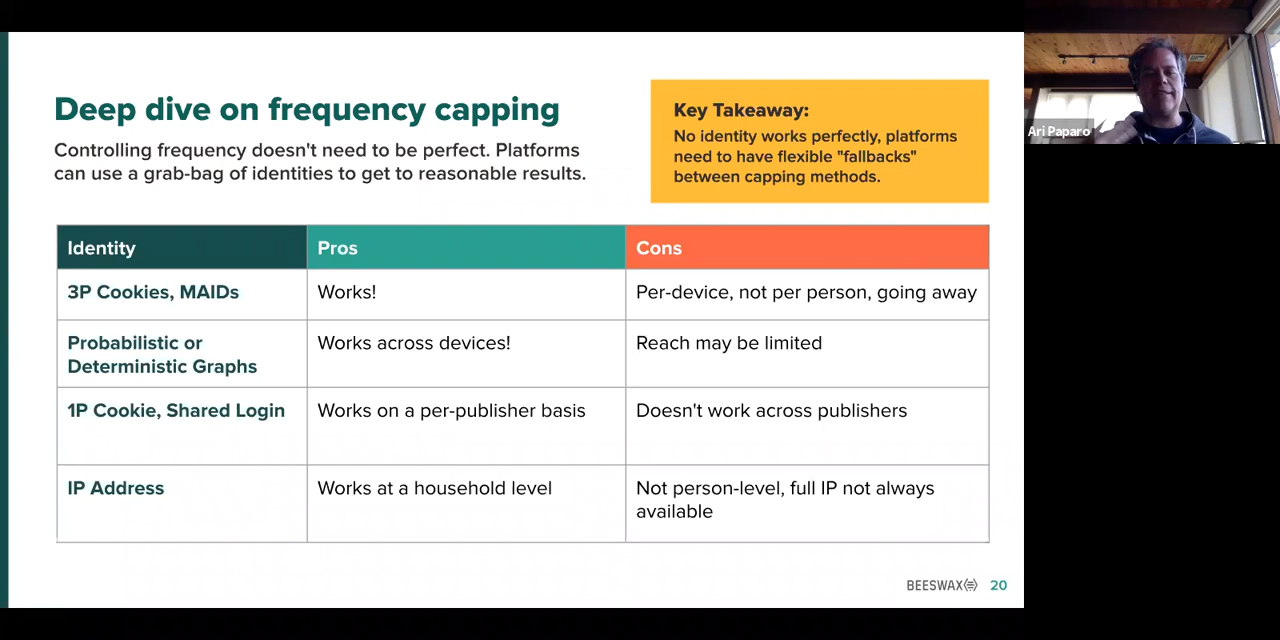 Deep dive on frequency capping
Controlling frequency doesn't need to be perfect. Platforms
can use a grab-bag of identities to get to reasonable results.
Key Takeaway:
No identity works perfectly, platforms
need to have flexible "fallbacks"
between capping methods.
Identity
Pros
Cons
3P Cookies, MAIDs
Works!
Per-device, not per person, going away
Probabilistic or
Deterministic Graphs
Works across devices!
Reach may be limited
1P Cookie, Shared Login
Works on a per-publisher basis
Doesn't work across publishers
IP Address
Works at a household level
Not person-level, full IP not always
available
BEESWAX
20
Ari Paparo